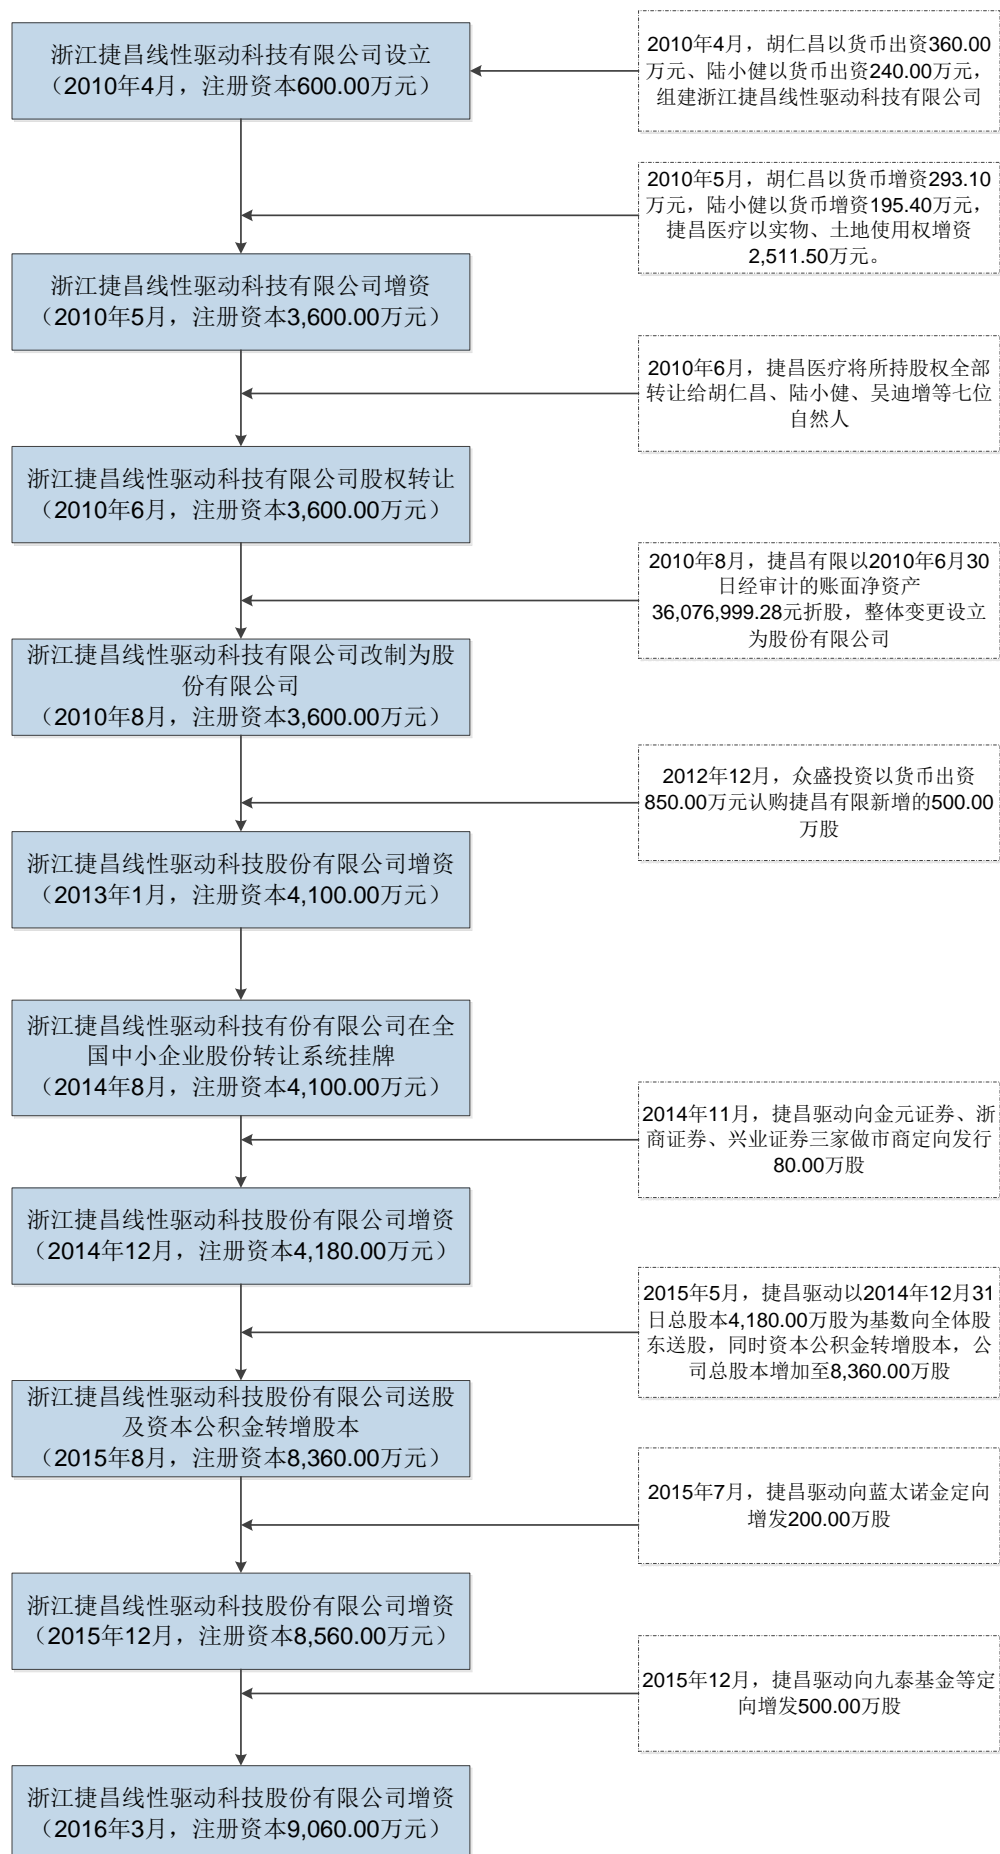 浙江捷昌线性驱动科技有限公司设立
（2010年4月，注册资本600.00万元）
2010年4月，胡仁昌以货币出资360.00
万元、陆小健以货币出资240.00万元，
组建浙江捷昌线性驱动科技有限公司
2010年5月，胡仁昌以货币增资293.10
万元，陆小健以货币增资195.40万元，
捷昌医疗以实物、土地使用权增资
2,511.50万元。
浙江捷昌线性驱动科技有限公司增资
（2010年5月，注册资本3,600.00万元）
2010年6月，捷昌医疗将所持股权全部
转让给胡仁昌、陆小健、吴迪增等七位
自然人
浙江捷昌线性驱动科技有限公司股权转让
（2010年6月，注册资本3,600.00万元）
2010年8月，捷昌有限以2010年6月30
日经审计的账面净资产
36,076,999.28元折股，整体变更设立
为股份有限公司
浙江捷昌线性驱动科技有限公司改制为股
份有限公司
（2010年8月，注册资本3,600.00万元）
2012年12月，众盛投资以货币出资
850.00万元认购捷昌有限新增的500.00
万股
浙江捷昌线性驱动科技股份有限公司增资
（2013年1月，注册资本4,100.00万元）
浙江捷昌线性驱动科技有份有限公司在全
国中小企业股份转让系统挂牌
（2014年8月，注册资本4,100.00万元）
2014年11月，捷昌驱动向金元证券、浙
商证券、兴业证券三家做市商定向发行
80.00万股
浙江捷昌线性驱动科技股份有限公司增资
（2014年12月，注册资本4,180.00万元）
2015年5月，捷昌驱动以2014年12月31
日总股本4,180.00万股为基数向全体股
东送股，同时资本公积金转增股本，公
司总股本增加至8,360.00万股
浙江捷昌线性驱动科技股份有限公司送股
及资本公积金转增股本
（2015年8月，注册资本8,360.00万元）
2015年7月，捷昌驱动向蓝太诺金定向
增发200.00万股
浙江捷昌线性驱动科技股份有限公司增资
（2015年12月，注册资本8,560.00万元）
2015年12月，捷昌驱动向九泰基金等定
向增发500.00万股
浙江捷昌线性驱动科技股份有限公司增资
（2016年3月，注册资本9,060.00万元）